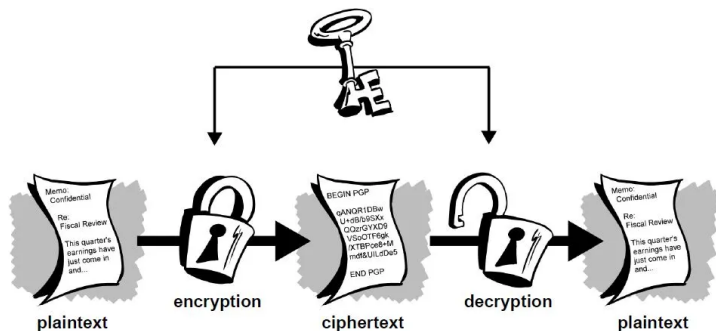 Memo:
Confidential
Re:
Fiscal Review
This quarter's
earnings have
just come in
and...
plaintext
encryption
BEGIN PGP
qANQR1DBw
U+dB/b9SXx
QQzrGYXD9
VSoOTF6gk
/XTBPce8+M
mdf&UILdDe5
END PGP
ciphertext
decryption
Memo:
Confidential
Re:
Fiscal Review
This quarter's
earnings have
just come in
and...
plaintext